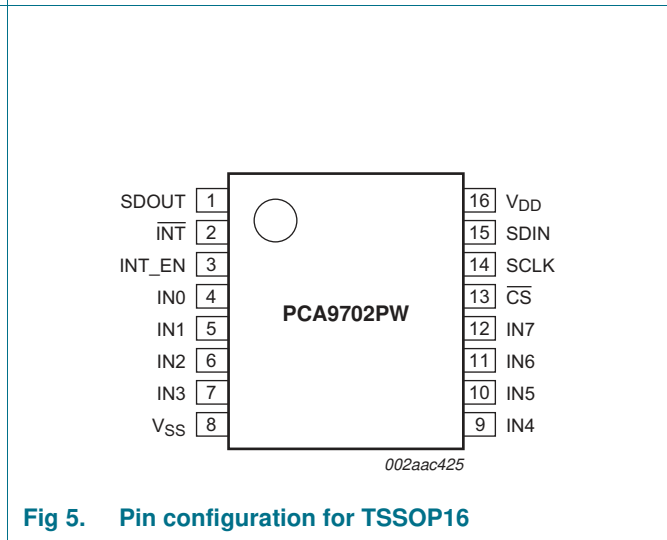 SDOUT 1 16 VDD
INT 2 15 SDIN
INT_EN 3 14 SCLK
IN0 4 13 CS
PCA9702PW
IN1 5 12 IN7
IN2 6 11 IN6
IN3 7 10 IN5
VSS 8 9 IN4
002aac425
Fig 5. Pin configuration for TSSOP16